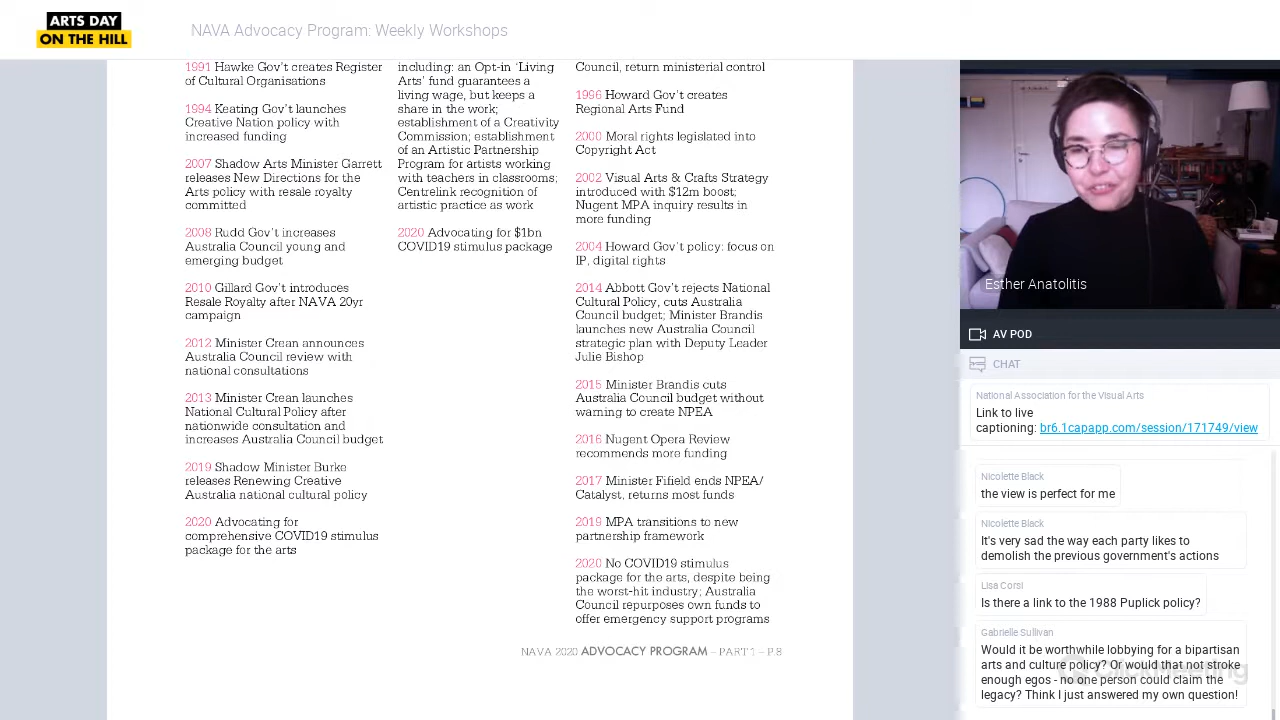 ARTS DAY
ON THE HILL
NAVA Advocacy Program: Weekly Workshops
1991 Hawke Gov't creates Register
of Cultural Organisations
1994 Keating Gov't launches
Creative Nation policy with
increased funding
2007 Shadow Arts Minister Garrett
releases New Directions for the
Arts policy with resale royalty
committed
2008 Rudd Gov't increases
Australia Council young and
emerging budget
2010 Gillard Gov't introduces
Resale Royalty after NAVA 20yr
campaign
2012 Minister Crean announces
Australia Council review with
national consultation
2013 Minister Crean launches
National Cultural Policy after
nationwide consultation and
increases Australia Council budget
2019 Shadow Minister Burke
releases Renewing Creative
Australia national cultural policy
2020 Advocating for
comprehensive COVID19 stimulus
package for the arts
including: an Opt-in 'Living
Arts' fund guarantees a
living wage, but keeps a
share in the work;
establishment of a Creativity
Commission; establishment
of an Artistic Partnership
Program for artists working
with teachers in classrooms;
Centrelink recognition of
artistic practice as work
2020 Advocating for $1bn
COVID19 stimulus package
Council, return ministerial control
1996 Howard Gov't creates
Regional Arts Fund
2000 Moral rights legislated into
Copyright Act
2002 Visual Arts & Crafts Strategy
introduced with $12m boost;
Nugent MPA inquiry results in
more funding
2004 Howard Gov't policy: focus on
IP, digital rights
2014 Abbott Gov't rejects National
Cultural Policy, cuts Australia
Council budget; Minister Brandis
launches new Australia Council
strategic plan with Deputy Leader
Julie Bishop
2015 Minister Brandis cuts
Australia Council budget without
warning to create NPEA
2016 Nugent Opera Review
recommends more funding
2017 Minister Fifield ends NPEA/
Catalyst, returns most funds
2019 MPA transitions to new
partnership framework
2020 No COVID19 stimulus
package for the arts, despite being
the worst-hit industry; Australia
Council repurposes own funds to
offer emergency support programs
NAVA 2020 ADVOCACY PROGRAM – PART 1 – P 8
Esther Anatolitis
AV POD
CHAT
National Association for the Visual Arts
Link to live
captioning: br6.1capapp.com/session/171749/view
Nicolette Black
the view is perfect for me
Nicolette Black
It's very sad the way each party likes to
demolish the previous government's actions
Lisa Corsi
Is there a link to the 1988 Puplick policy?
Gabrielle Sullivan
Would it be worthwhile lobbying for a bipartisan
arts and culture policy? Or would that not stroke
enough egos - no one person could claim the
legacy? Think I just answered my own question!
ClickMeeting